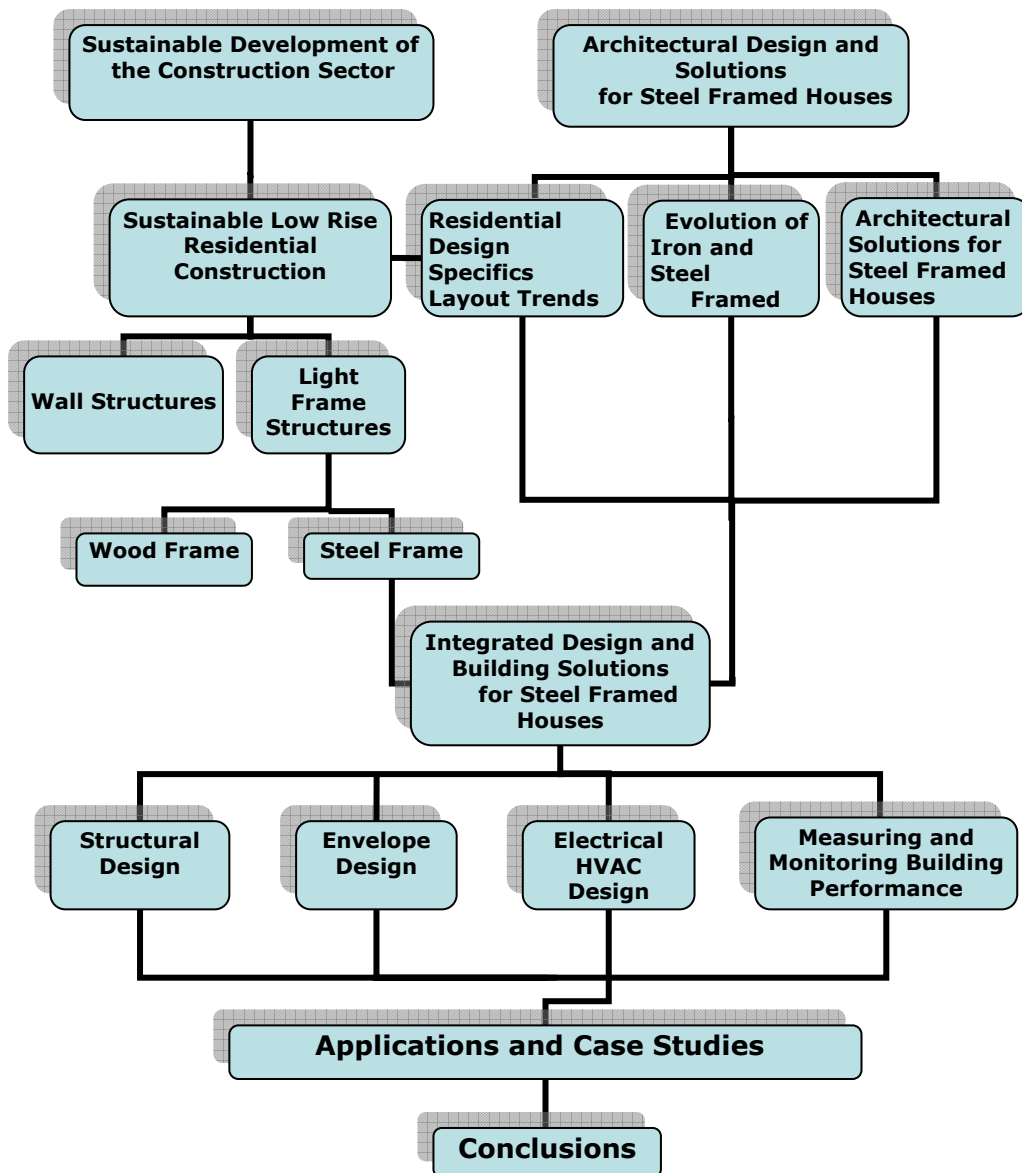 Sustainable Development of
the Construction Sector
Architectural Design and
Solutions
for Steel Framed Houses
Sustainable Low Rise
Residential
Construction
Residential
Design
Specifics
Layout Trends
Evolution of
Iron and
Steel
Framed
Architectural
Solutions for
Steel Framed
Houses
Wall Structures
Light
Frame
Structures
Wood Frame
Steel Frame
Integrated Design and
Building Solutions
for Steel Framed
Houses
Structural
Design
Envelope
Design
Electrical
HVAC
Design
Measuring and
Monitoring Building
Performance
Applications and Case Studies
Conclusions